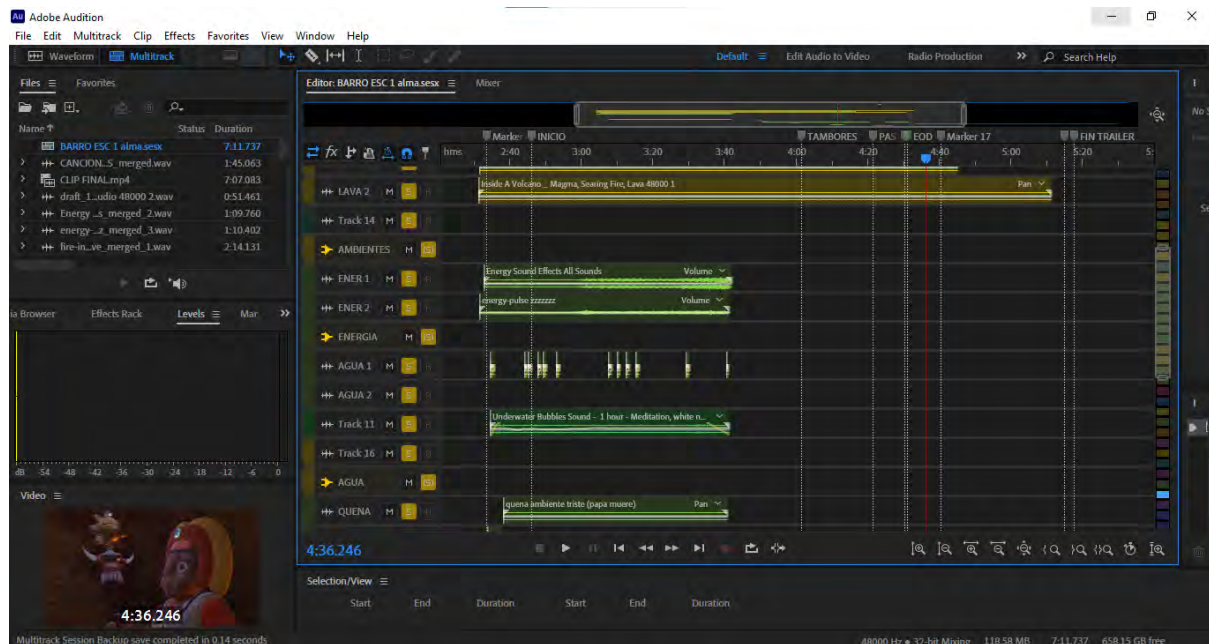 Au Adobe Audition
File Edit Multitrack Clip Effects Favorites View Window Help
Waveform Multitrack Default Edit Audio to Video Radio Production Search Help
Files Favorites
Editor: BARRO ESC 1 alma.sesx Mixer
Name Status Duration
BARRO ESC 1 alma.sesx 7:11.737
CANCION...S_merged.wav 1:45.063
CLIP FINAL.mp4 7:07.083
draft_1...udio 48000 2.wav 0:51.461
Energy ...s_merged_2.wav 1:09.760
energy-...z_merged_3.wav 1:10.402
fire-in...ve_merged_1.wav 2:14.131
Marker INICIO TAMBORES PAS EOD Marker 17 FIN TRAILER
fx hms 2:40 3:00 3:20 3:40 4:00 4:20 4:40 5:00 5:20
LAVA 2 M S Inside A Volcano _ Magma, Searing Fire, Lava 48000 1 Pan
Track 14 M S
AMBIENTES M (S)
ENER 1 M S Energy Sound Effects All Sounds Volume
ENER 2 M S energy-pulse zzzzzzz Volume
ENERGIA M (S)
AGUA 1 M S
AGUA 2 M S
Track 11 M S Underwater Bubbles Sound - 1 hour - Meditation, white n...
Track 16 M S
AGUA M (S)
QUENA M S quena ambiente triste (papa muere) Pan
ia Browser Effects Rack Levels Mar
dB -54 -48 -42 -36 -30 -24 -18 -12 -6 0
Video
4:36.246
4:36.246
Selection/View
Start End Duration Start End Duration
Multitrack Session Backup save completed in 0.14 seconds
48000 Hz • 32-bit Mixing 118.58 MB 7:11.737 658.15 GB free